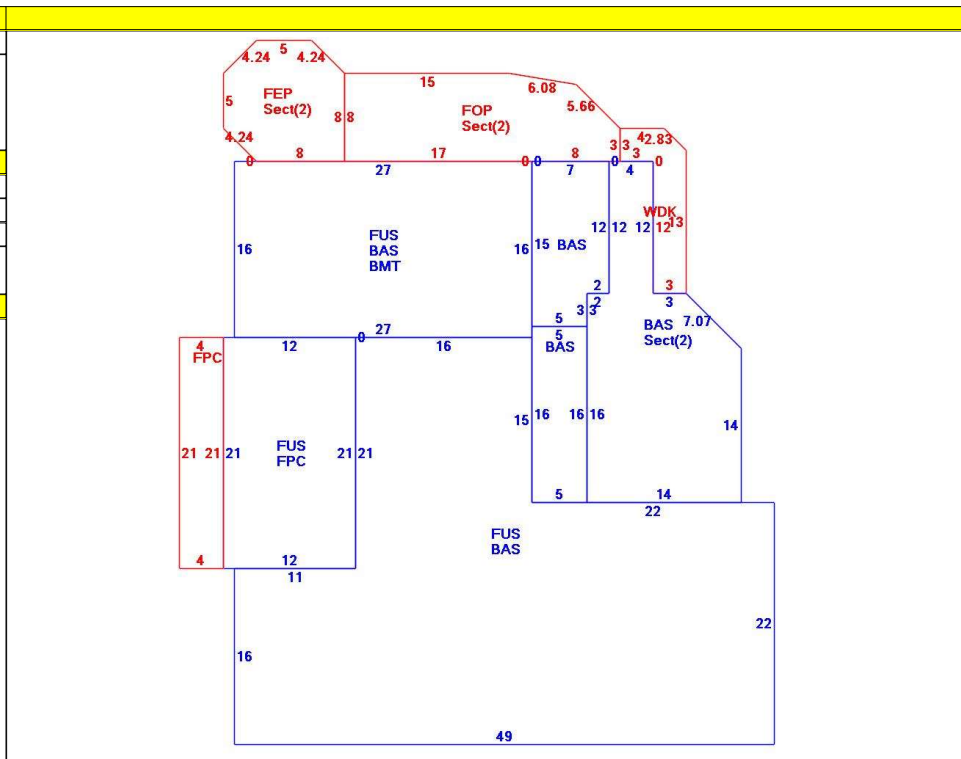 5
4.24 4.24
15
6.08
FEP
Sect(2)
5
5.66
FOP
Sect(2)
8 8
4.24
4 2.83
3 3 3
0 8 17 0 0 8 0 0
27 7 4
WDK
13
12 12 12 12
FUS
BAS
BMT
16 16 15 BAS
2 3
2 3
3 3
5
5
BAS
BAS
Sect(2)
7.07
27
0
4 12 16
FPC
15 16 16 16
14
21 21 21 21 21
FUS
FPC
5 14
22
FUS
BAS
4 12
11
22
16
49